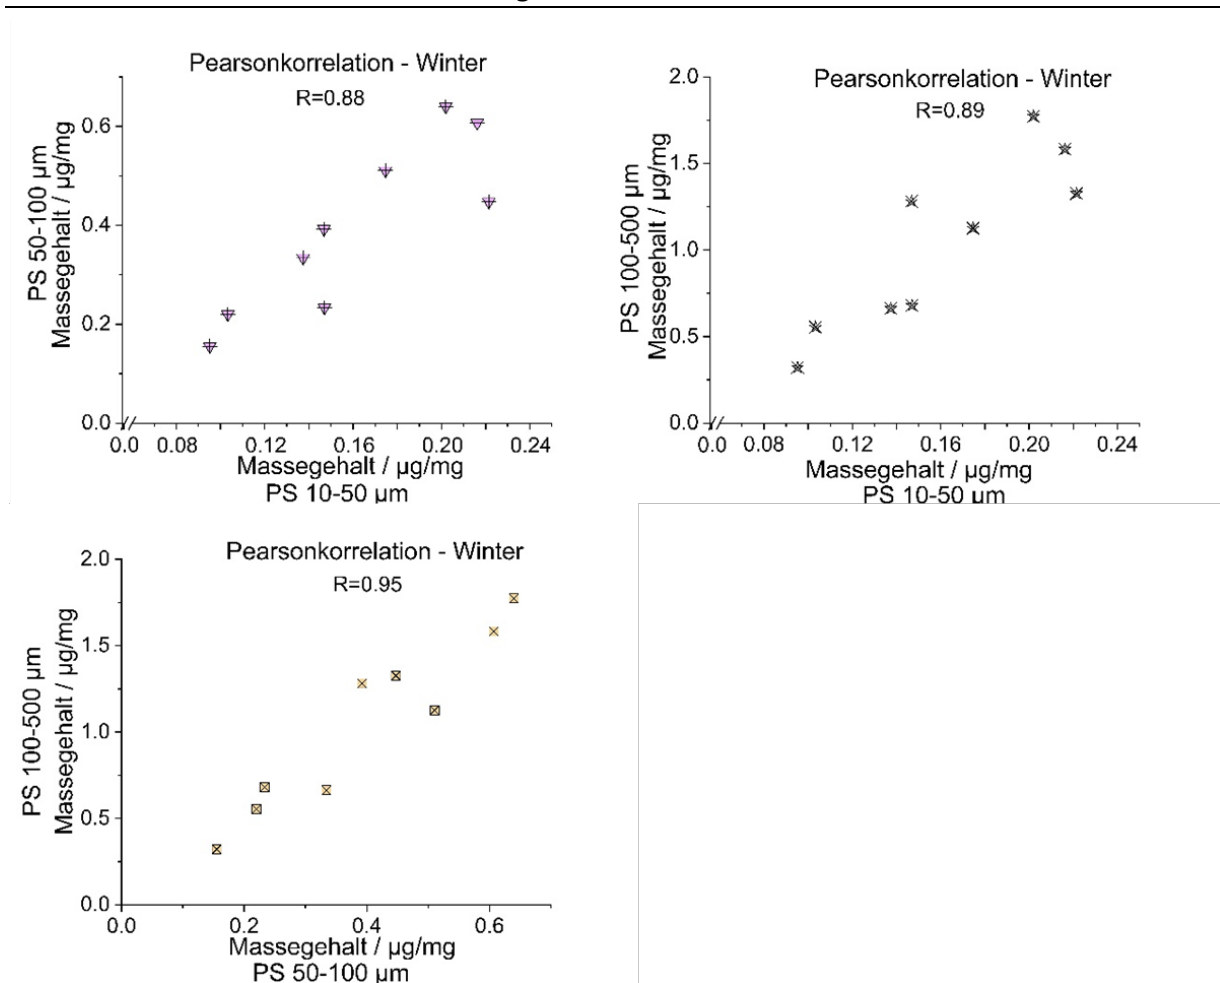 Pearsonkorrelation - Winter
R=0.88
PS 50-100 µm
Massegehalt / µg/mg
0.6
0.4
0.2
0.0
0.0 0.08 0.12 0.16 0.20 0.24
Massegehalt / µg/mg
PS 10-50 µm
Pearsonkorrelation - Winter
R=0.89
PS 100-500 µm
Massegehalt / µg/mg
2.0
1.5
1.0
0.5
0.0
0.0 0.08 0.12 0.16 0.20 0.24
Massegehalt / µg/mg
PS 10-50 µm
Pearsonkorrelation - Winter
R=0.95
PS 100-500 µm
Massegehalt / µg/mg
2.0
1.5
1.0
0.5
0.0
0.0 0.2 0.4 0.6
Massegehalt / µg/mg
PS 50-100 µm